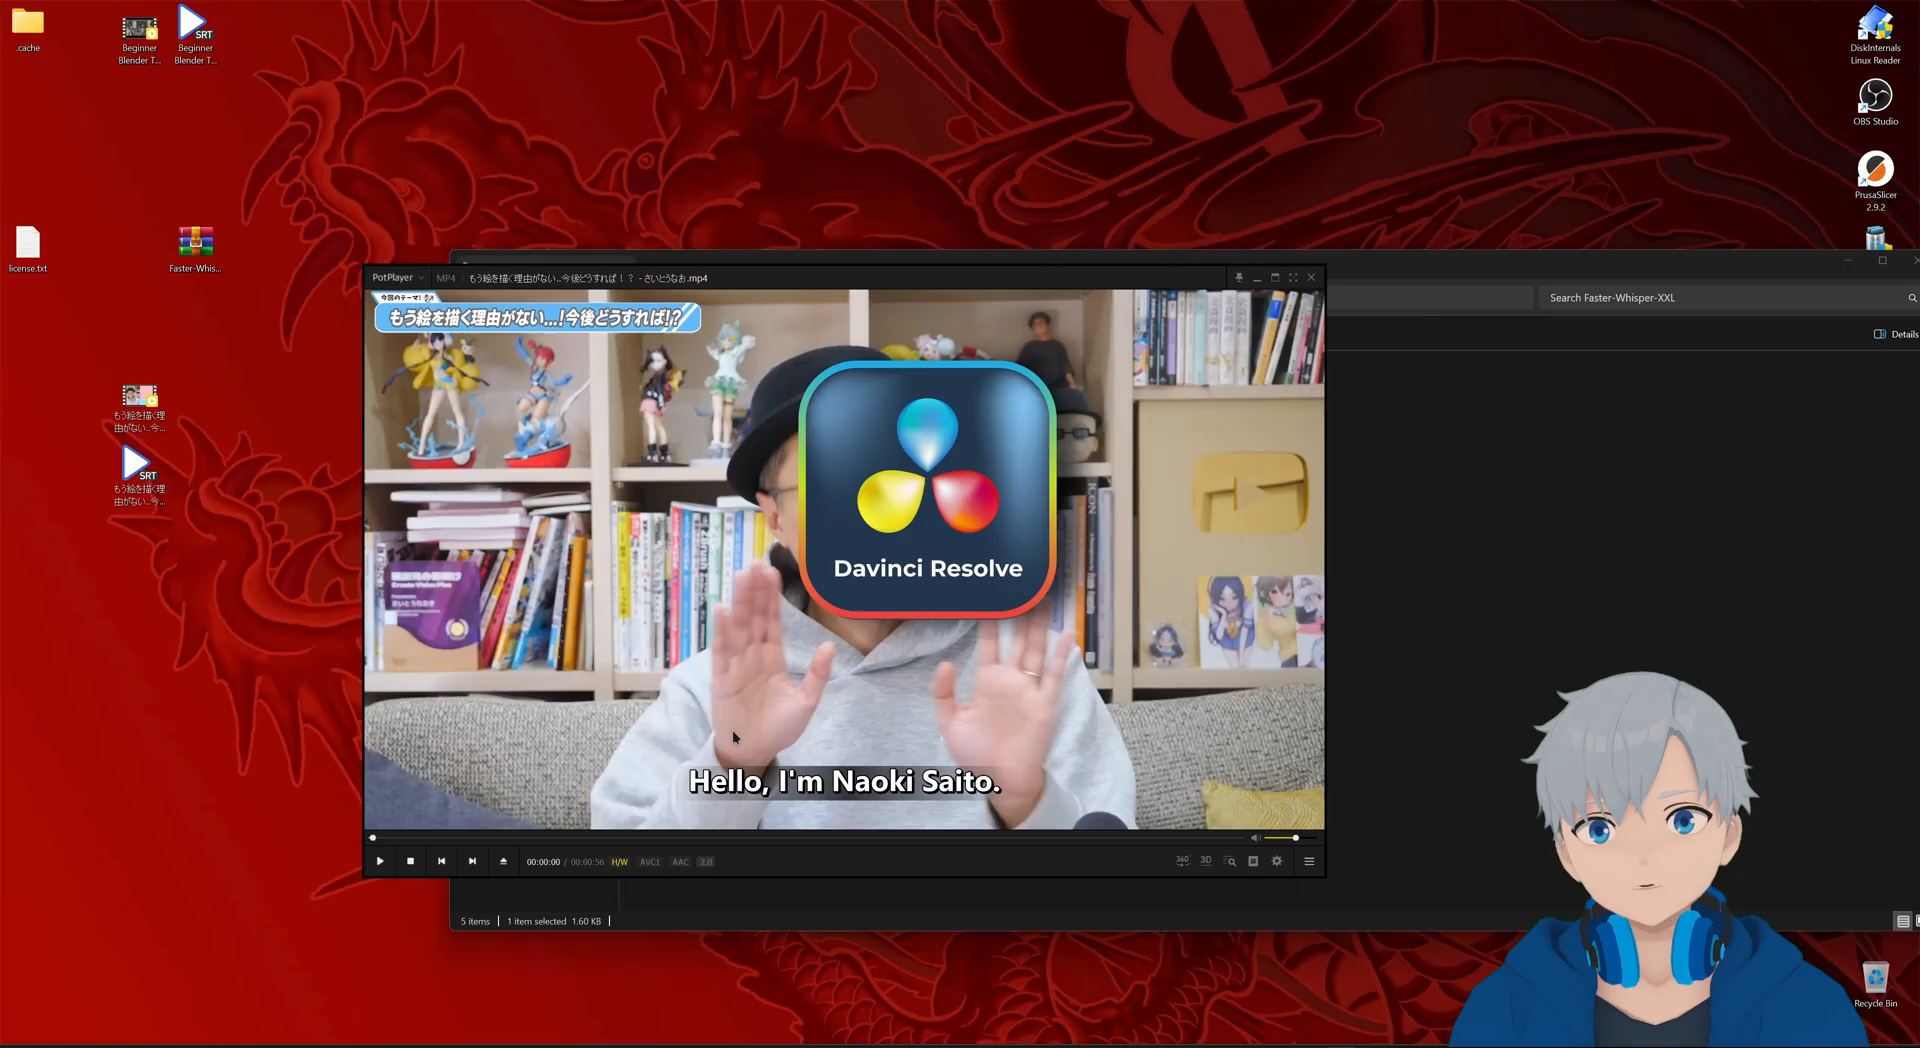 .cache
Beginner
Blender T...
SRT
Beginner
Blender T...
DiskInternals
Linux Reader
OBS Studio
PrusaSlicer
2.9.2
license.txt
Faster-Whis...
もう絵を描く理
由がない..今...
SRT
もう絵を描く理
由がない..今...
PotPlayer
MP4
もう絵を描く理由がない..今後どうすれば！？ - さいとうなお.mp4
Search Faster-Whisper-XXL
Details
今回のテーマ!
もう絵を描く理由がない...!今後どうすれば!?
Davinci Resolve
Hello, I'm Naoki Saito.
00:00:00 / 00:00:56 H/W AVC1 AAC 2.0
360° 3D
5 items 1 item selected 1.60 KB
Recycle Bin